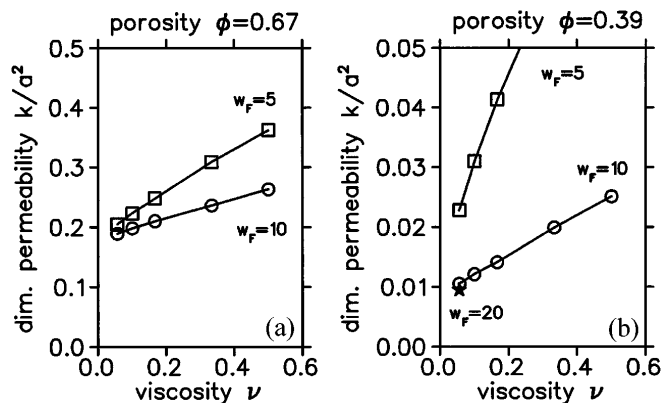 porosity ϕ=0.67
dim. permeability k/a²
0.5
0.4
0.3
0.2
0.1
0.0
w_F=5
w_F=10
(a)
0.0 0.2 0.4 0.6
viscosity ν
porosity ϕ=0.39
dim. permeability k/a²
0.05
0.04
0.03
0.02
0.01
0.00
w_F=5
w_F=10
w_F=20
(b)
0.0 0.2 0.4 0.6
viscosity ν